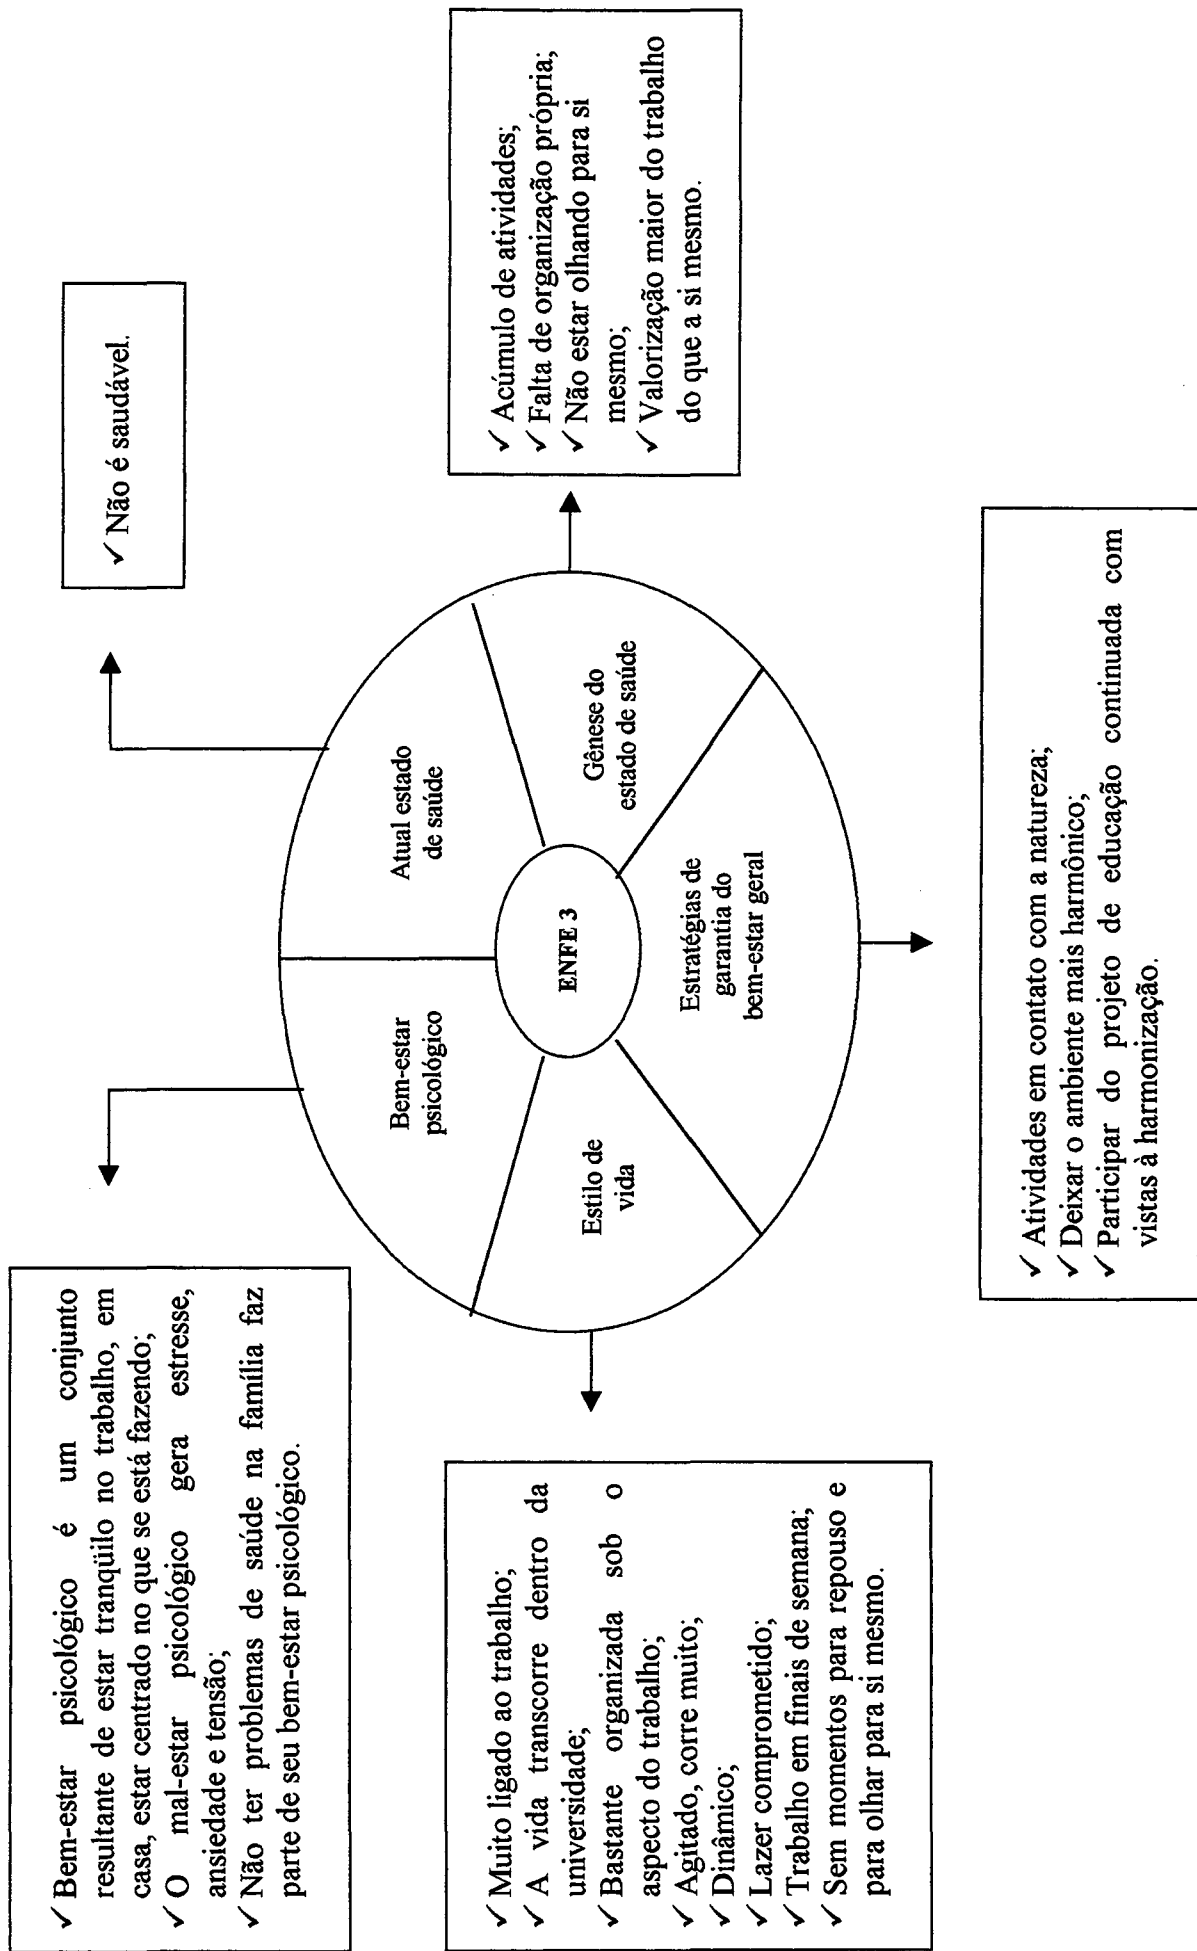 ✓ Bem-estar psicológico é um conjunto
resultante de estar tranqüilo no trabalho, em
casa, estar centrado no que se está fazendo;
✓ O mal-estar psicológico gera estresse,
ansiedade e tensão;
✓ Não ter problemas de saúde na família faz
parte de seu bem-estar psicológico.
✓ Não é saudável.
Bem-estar
psicológico
Atual estado
de saúde
✓ Muito ligado ao trabalho;
✓ A vida transcorre dentro da
universidade;
✓ Bastante organizada sob o
aspecto do trabalho;
✓ Agitado, corre muito;
✓ Dinâmico;
✓ Lazer comprometido;
✓ Trabalho em finais de semana;
✓ Sem momentos para repouso e
para olhar para si mesmo.
Estilo de
vida
ENFE 3
Gênese do
estado de saúde
✓ Acúmulo de atividades;
✓ Falta de organização própria;
✓ Não estar olhando para si
mesmo;
✓ Valorização maior do trabalho
do que a si mesmo.
Estratégias de
garantia do
bem-estar geral
✓ Atividades em contato com a natureza;
✓ Deixar o ambiente mais harmônico;
✓ Participar do projeto de educação continuada com
vistas à harmonização.